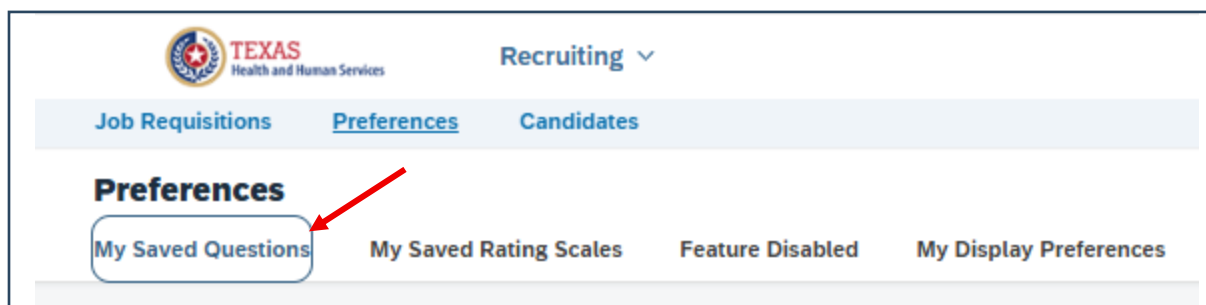 TEXAS
Health and Human Services
Recruiting
Job Requisitions Preferences Candidates
Preferences
My Saved Questions My Saved Rating Scales Feature Disabled My Display Preferences